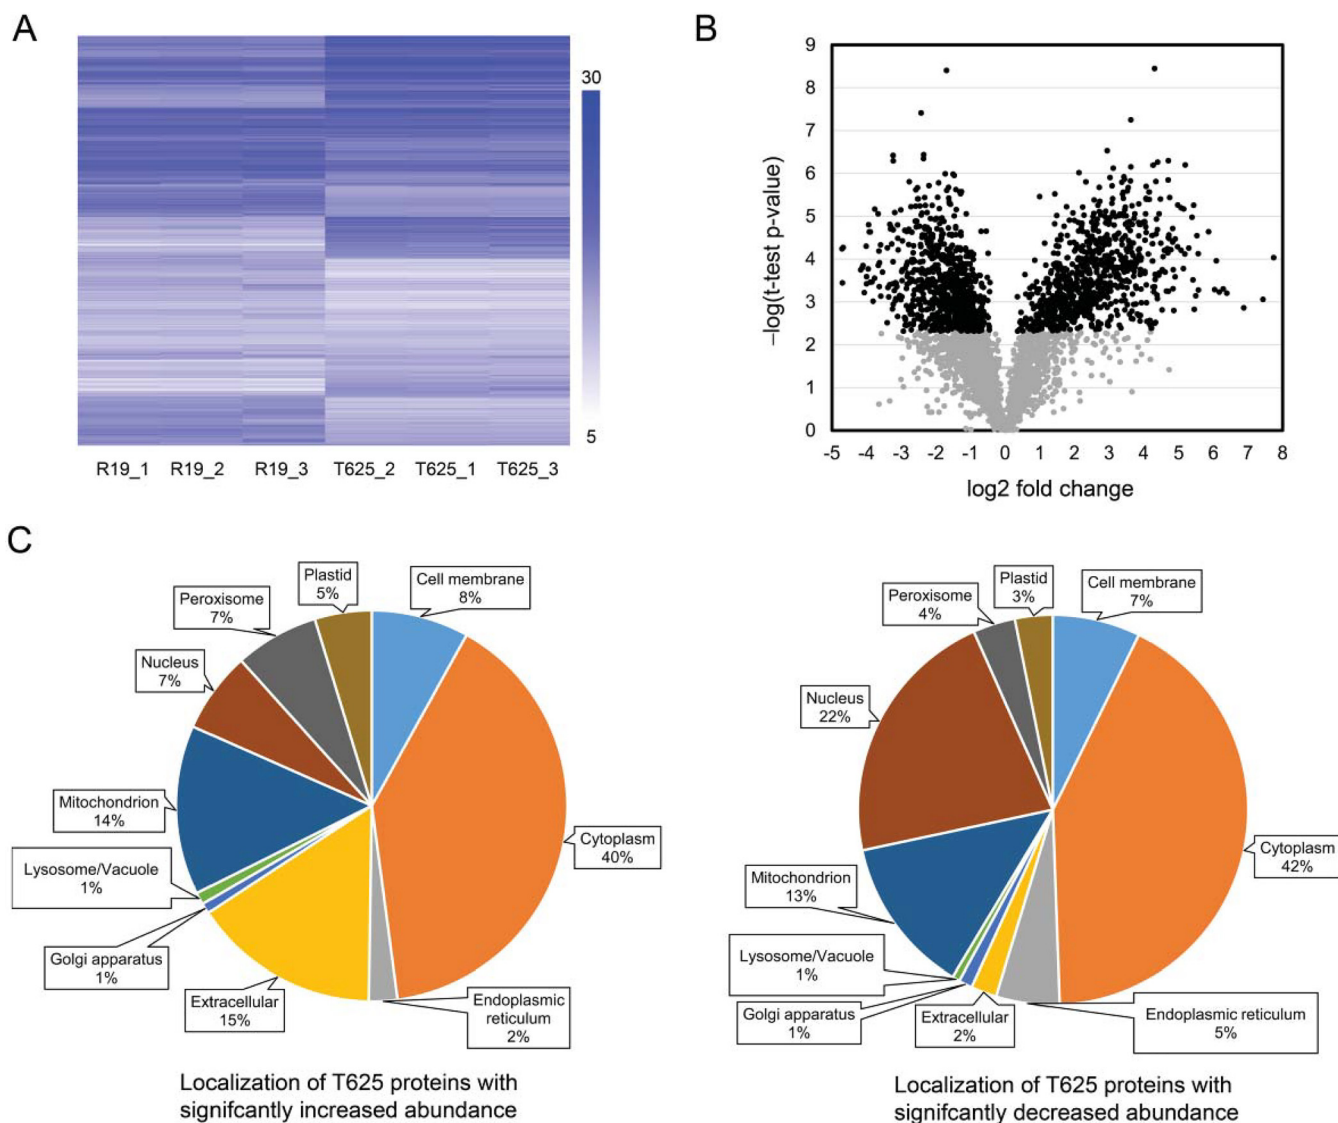 A
30
5
R19_1
R19_2
R19_3
T625_2
T625_1
T625_3
B
–log(t-test p-value)
9
8
7
6
5
4
3
2
1
0
-5 -4 -3 -2 -1 0 1 2 3 4 5 6 7 8
log2 fold change
C
Plastid
5%
Cell membrane
8%
Peroxisome
7%
Nucleus
7%
Mitochondrion
14%
Cytoplasm
40%
Lysosome/Vacuole
1%
Golgi apparatus
1%
Extracellular
15%
Endoplasmic
reticulum
2%
Localization of T625 proteins with
signifcantly increased abundance
Plastid
3%
Cell membrane
7%
Peroxisome
4%
Nucleus
22%
Cytoplasm
42%
Mitochondrion
13%
Lysosome/Vacuole
1%
Golgi apparatus
1%
Extracellular
2%
Endoplasmic reticulum
5%
Localization of T625 proteins with
signifcantly decreased abundance